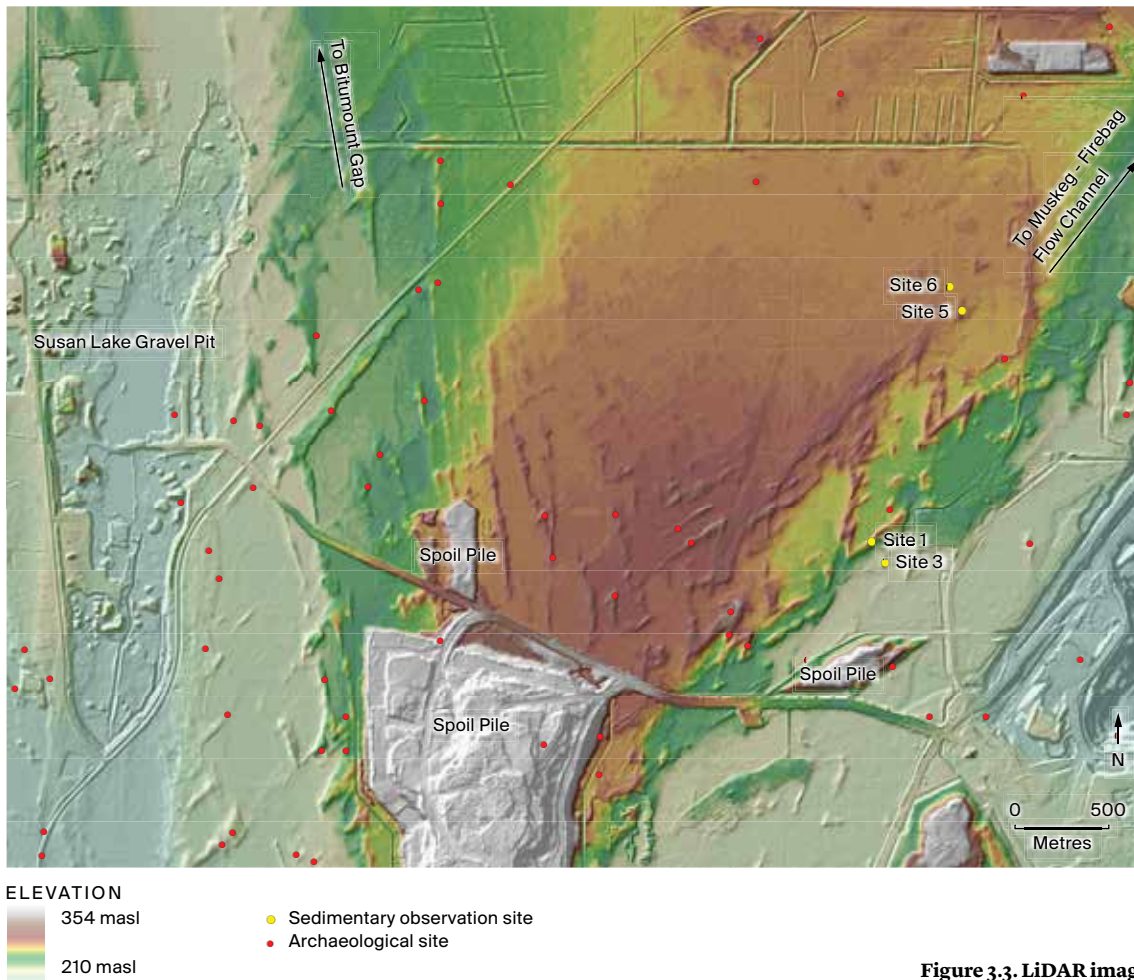 To Bitumount Gap
To Muskeg - Firebag
Flow Channel
Site 6
Site 5
Susan Lake Gravel Pit
Site 1
Spoil Pile
Site 3
Spoil Pile
Spoil Pile
N
0 500
Metres
ELEVATION
354 masl
210 masl
Sedimentary observation site
Archaeological site
Figure 3.3. LiDAR imag